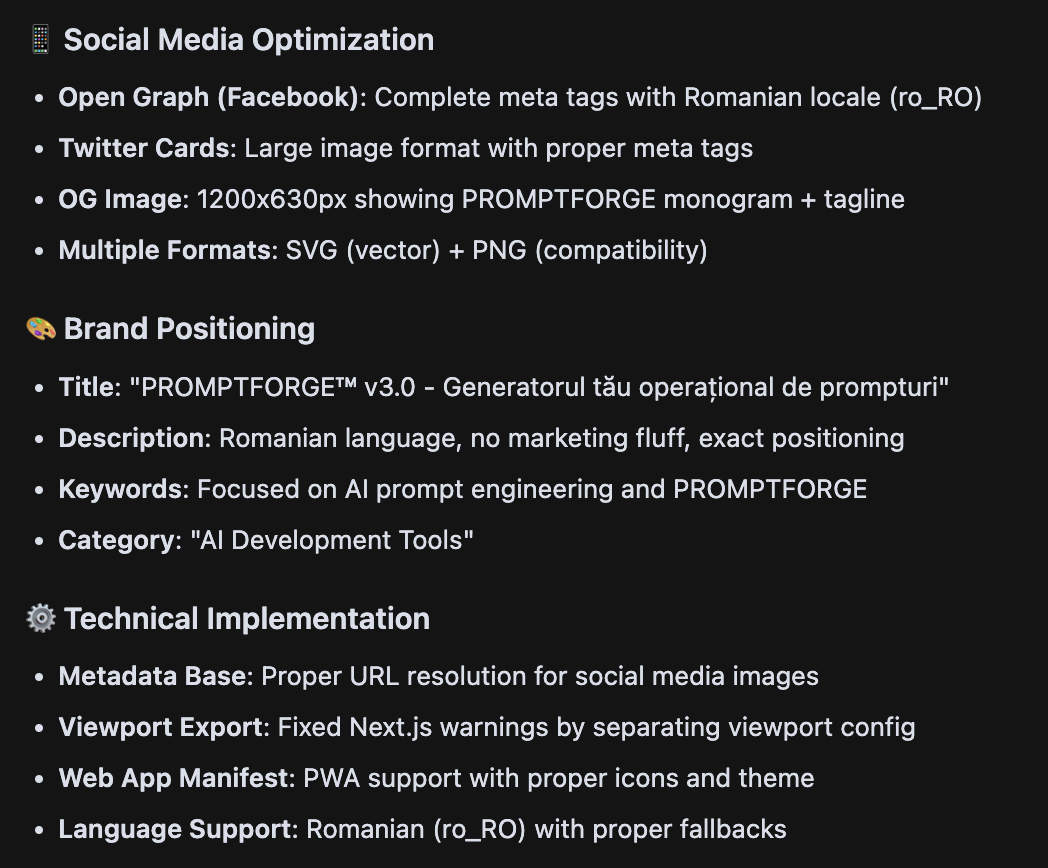 📱 Social Media Optimization
• Open Graph (Facebook): Complete meta tags with Romanian locale (ro_RO)
• Twitter Cards: Large image format with proper meta tags
• OG Image: 1200x630px showing PROMPTFORGE monogram + tagline
• Multiple Formats: SVG (vector) + PNG (compatibility)
🎨 Brand Positioning
• Title: "PROMPTFORGE™ v3.0 - Generatorul tău operațional de prompturi"
• Description: Romanian language, no marketing fluff, exact positioning
• Keywords: Focused on AI prompt engineering and PROMPTFORGE
• Category: "AI Development Tools"
⚙️ Technical Implementation
• Metadata Base: Proper URL resolution for social media images
• Viewport Export: Fixed Next.js warnings by separating viewport config
• Web App Manifest: PWA support with proper icons and theme
• Language Support: Romanian (ro_RO) with proper fallbacks